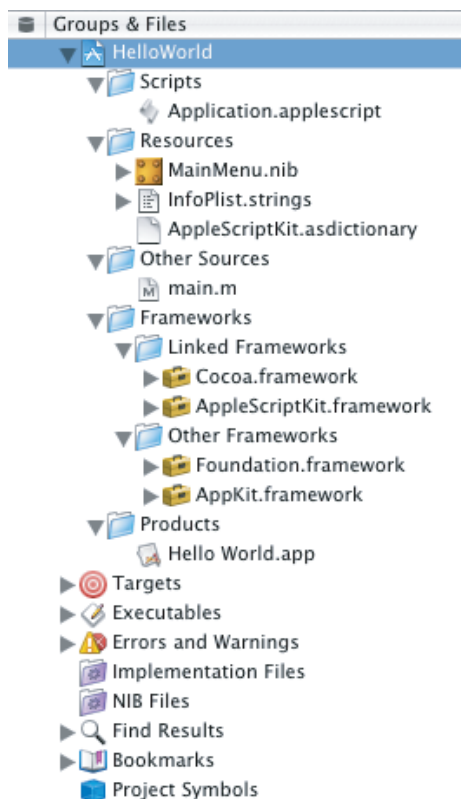 Groups & Files
HelloWorld
Scripts
Application.applescript
Resources
MainMenu.nib
InfoPlist.strings
AppleScriptKit.asdictionary
Other Sources
main.m
Frameworks
Linked Frameworks
Cocoa.framework
AppleScriptKit.framework
Other Frameworks
Foundation.framework
AppKit.framework
Products
Hello World.app
Targets
Executables
Errors and Warnings
Implementation Files
NIB Files
Find Results
Bookmarks
Project Symbols